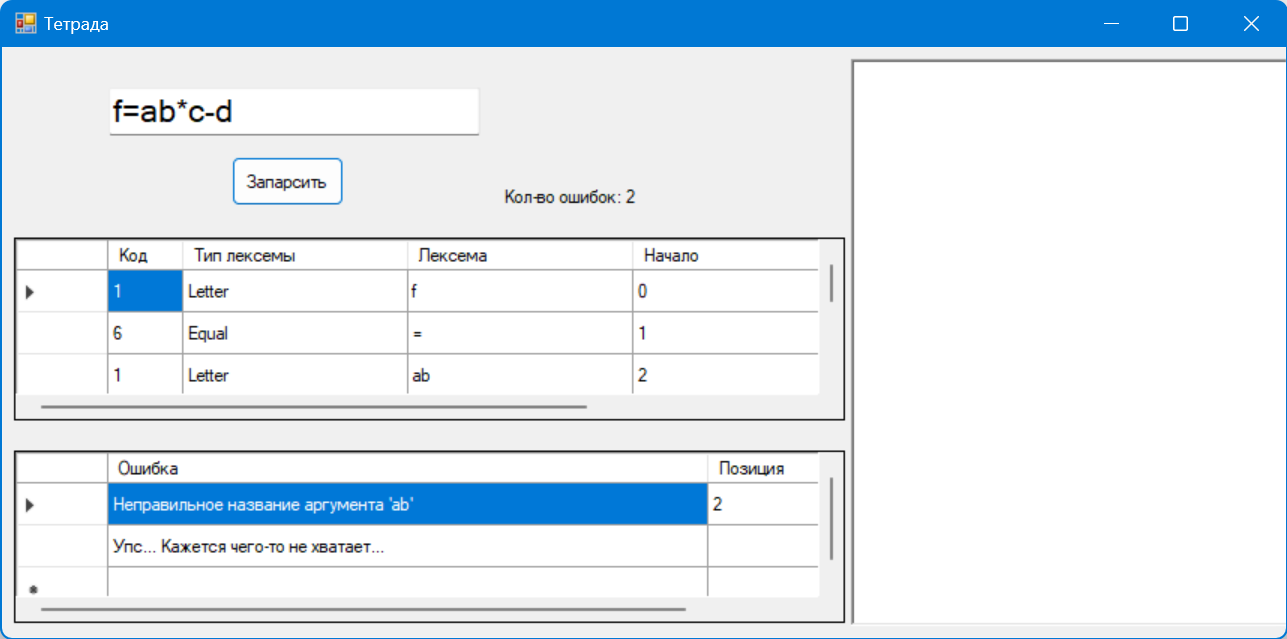 Тетрада
f=ab*c-d
Запарсить
Кол-во ошибок: 2
Код Тип лексемы Лексема Начало
1 Letter f 0
6 Equal = 1
1 Letter ab 2
Ошибка Позиция
Неправильное название аргумента 'ab' 2
Упс... Кажется чего-то не хватает...